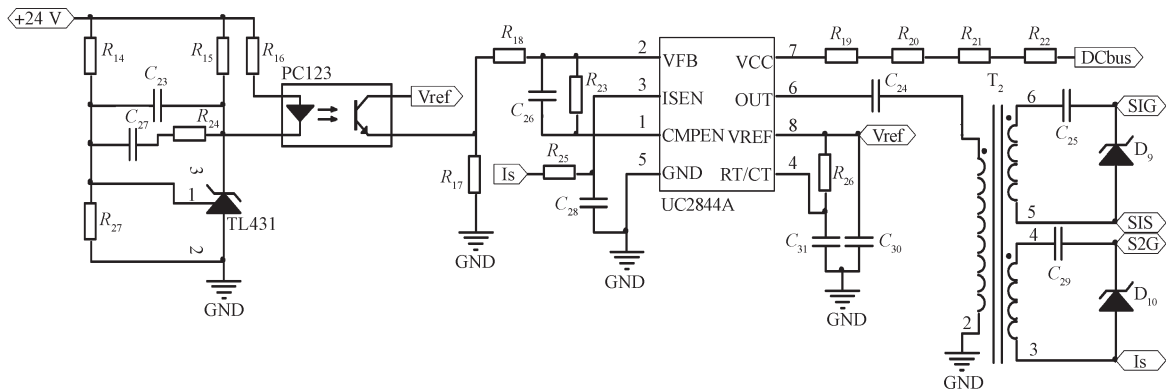 +24 V
R14
R15
R16
C23
C27
R24
PC123
Vref
R17
R27
3
1
2
TL431
GND
GND
R18
C26
R23
Is
R25
C28
GND
2
3
1
5
VFB
ISEN
CMPEN
GND
VCC
OUT
VREF
RT/CT
7
6
8
4
UC2844A
R19
R20
R21
R22
DCbus
C24
Vref
R26
C31
C30
GND
T2
2
GND
6
C25
5
SIG
D9
SIS
4
C29
3
S2G
D10
Is